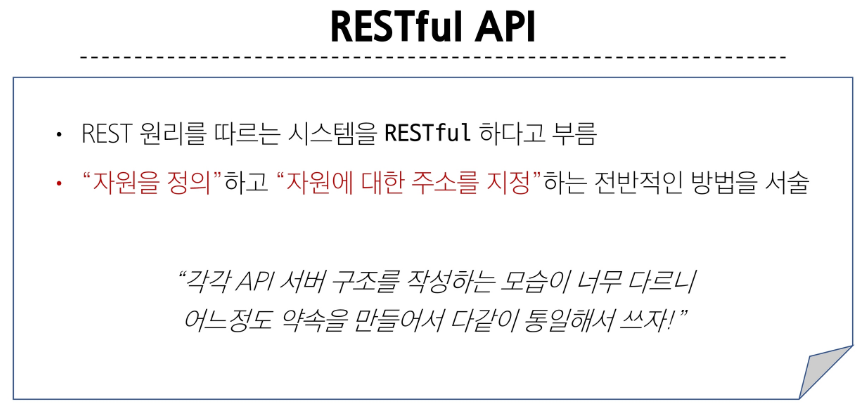 RESTful API
• REST 원리를 따르는 시스템을 RESTful 하다고 부름
• “자원을 정의”하고 “자원에 대한 주소를 지정”하는 전반적인 방법을 서술
“각각 API 서버 구조를 작성하는 모습이 너무 다르니
어느정도 약속을 만들어서 다같이 통일해서 쓰자!”